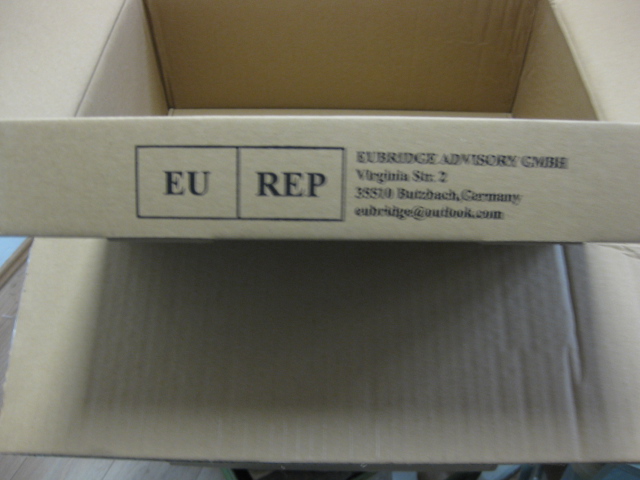 EU REP
EUBRIDGE ADVISORY GMBH
Virginia Str. 2
35510 Butzbach,Germany
eubridge@outlook.com